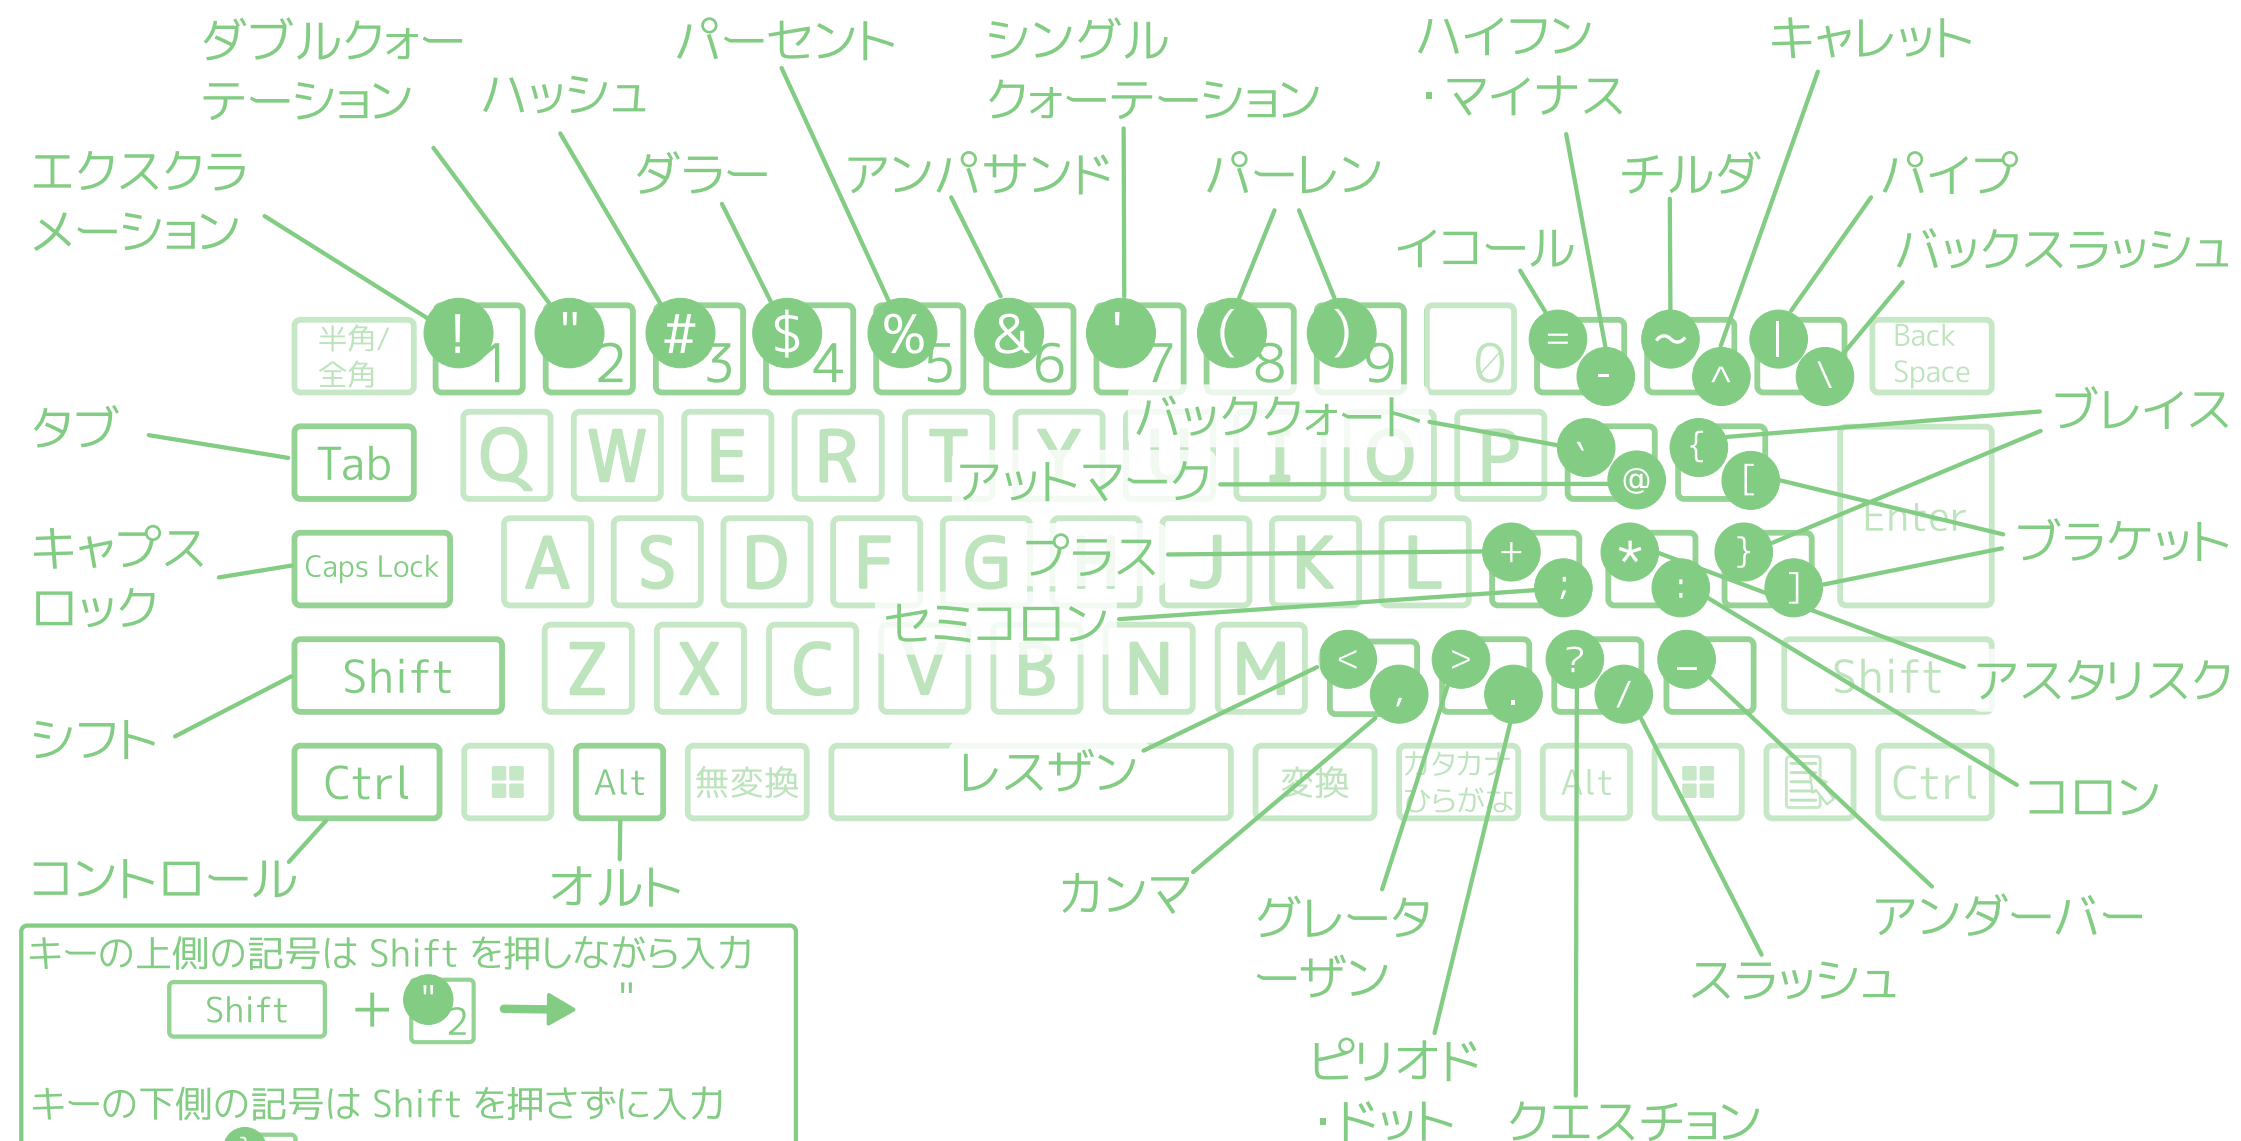 ダブルクォー
テーション
ハッシュ
パーセント
シングル
クォーテーション
ハイフン
・マイナス
キャレット
エクスクラ
メーション
ダラー
アンパサンド
パーレン
チルダ
パイプ
イコール
バックスラッシュ
半角/
全角
! 1
" 2
# 3
$ 4
% 5
& 6
' 7
( 8
) 9
0
= -
~ ^
| \
Back
Space
タブ
Tab
Q W E R T Y U I O P
バッククォート
アットマーク
` @
{ [
Enter
ブレイス
ブラケット
キャプス
ロック
Caps Lock
A S D F G H J K L
プラス
+ ;
* :
} ]
セミコロン
シフト
Shift
Z X C V B N M
< ,
> .
? /
_
Shift
アスタリスク
レスザン
Ctrl
Alt
無変換
変換
カタカナ
ひらがな
Alt
Ctrl
コロン
コントロール
オルト
カンマ
グレータ
ーザン
アンダーバー
スラッシュ
ピリオド
・ドット
クエスチョン
キーの上側の記号は Shift を押しながら入力
Shift + " 2 "
キーの下側の記号は Shift を押さずに入力